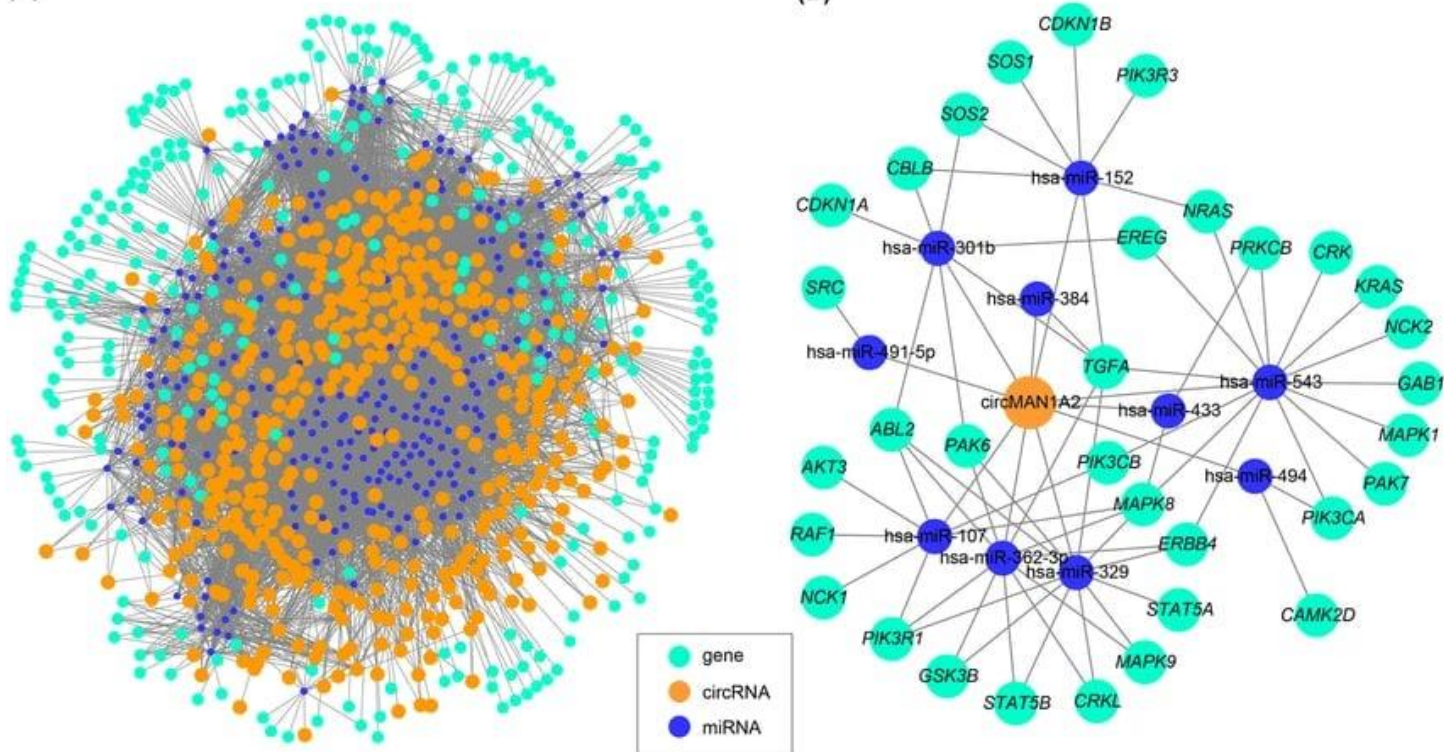 CDKN1B
SOS1
PIK3R3
SOS2
CBLB
hsa-miR-152
CDKN1A
NRAS
hsa-miR-301b
EREG
PRKCB
CRK
SRC
hsa-miR-384
KRAS
NCK2
hsa-miR-491-5p
TGFA
hsa-miR-543
GAB1
circMAN1A2
hsa-miR-433
ABL2
PAK6
MAPK1
AKT3
PIK3CB
hsa-miR-494
PAK7
MAPK8
PIK3CA
RAF1
hsa-miR-107
hsa-miR-362-3p
ERBB4
hsa-miR-329
NCK1
STAT5A
CAMK2D
PIK3R1
MAPK9
GSK3B
STAT5B
CRKL
gene
circRNA
miRNA